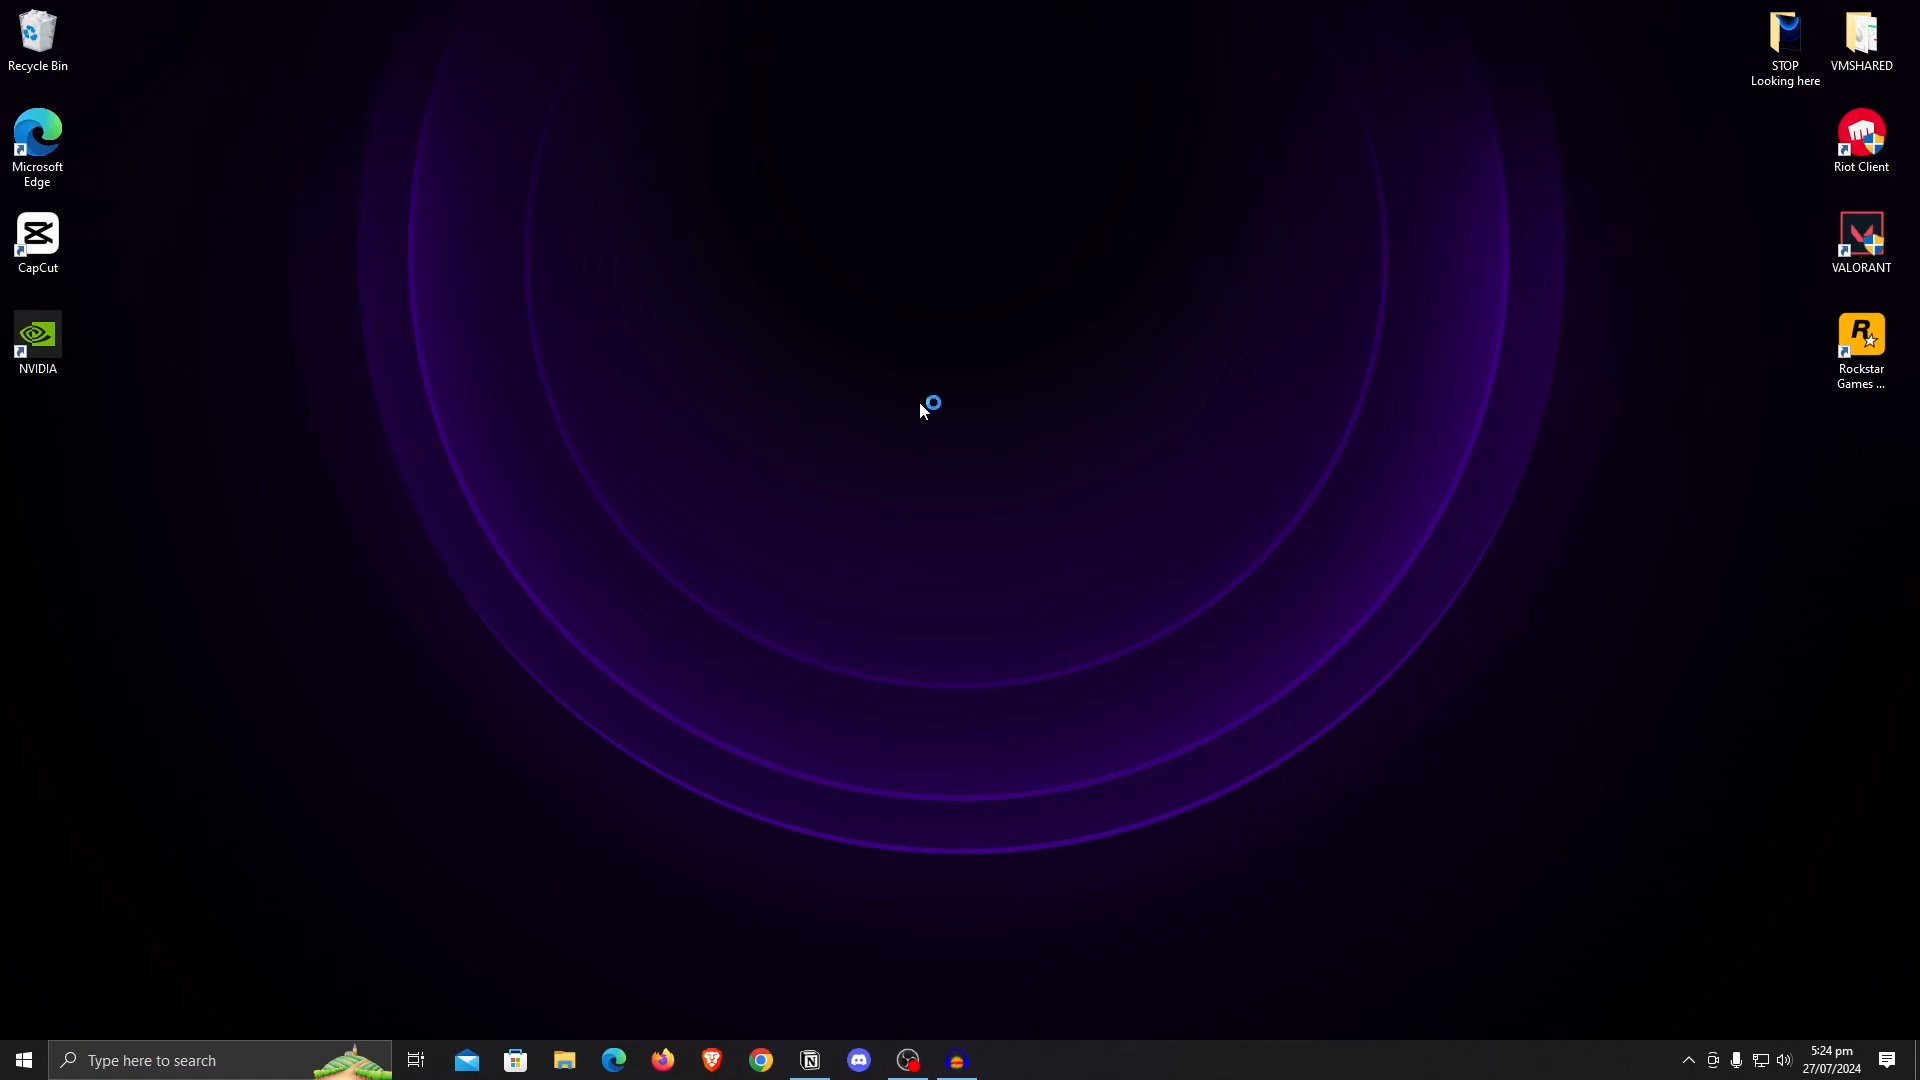 Recycle Bin
Microsoft
Edge
CapCut
NVIDIA
STOP
Looking here
VMSHARED
Riot Client
VALORANT
Rockstar
Games ...
Type here to search
5:24 pm
27/07/2024